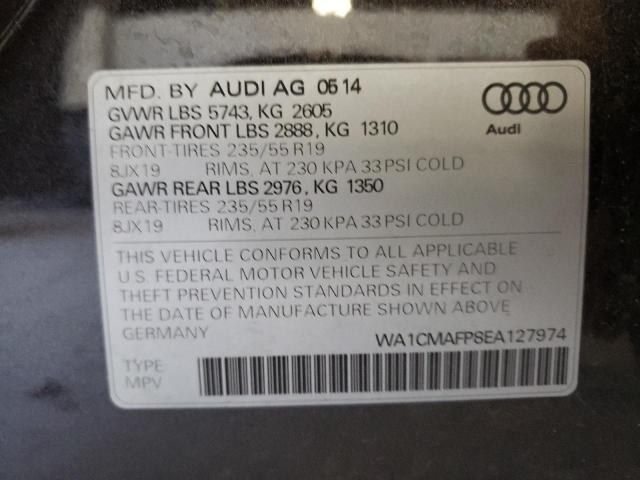 MFD. BY AUDI AG 05 14
GVWR LBS 5743, KG 2605
GAWR FRONT LBS 2888, KG 1310
FRONT-TIRES 235/55 R19
8JX19 RIMS, AT 230 KPA 33 PSI COLD
GAWR REAR LBS 2976, KG 1350
REAR-TIRES 235/55 R19
8JX19 RIMS, AT 230 KPA 33 PSI COLD
Audi
THIS VEHICLE CONFORMS TO ALL APPLICABLE
U.S. FEDERAL MOTOR VEHICLE SAFETY AND
THEFT PREVENTION STANDARDS IN EFFECT ON
THE DATE OF MANUFACTURE SHOWN ABOVE
GERMANY
WA1CMAFP8EA127974
TYPE
MPV